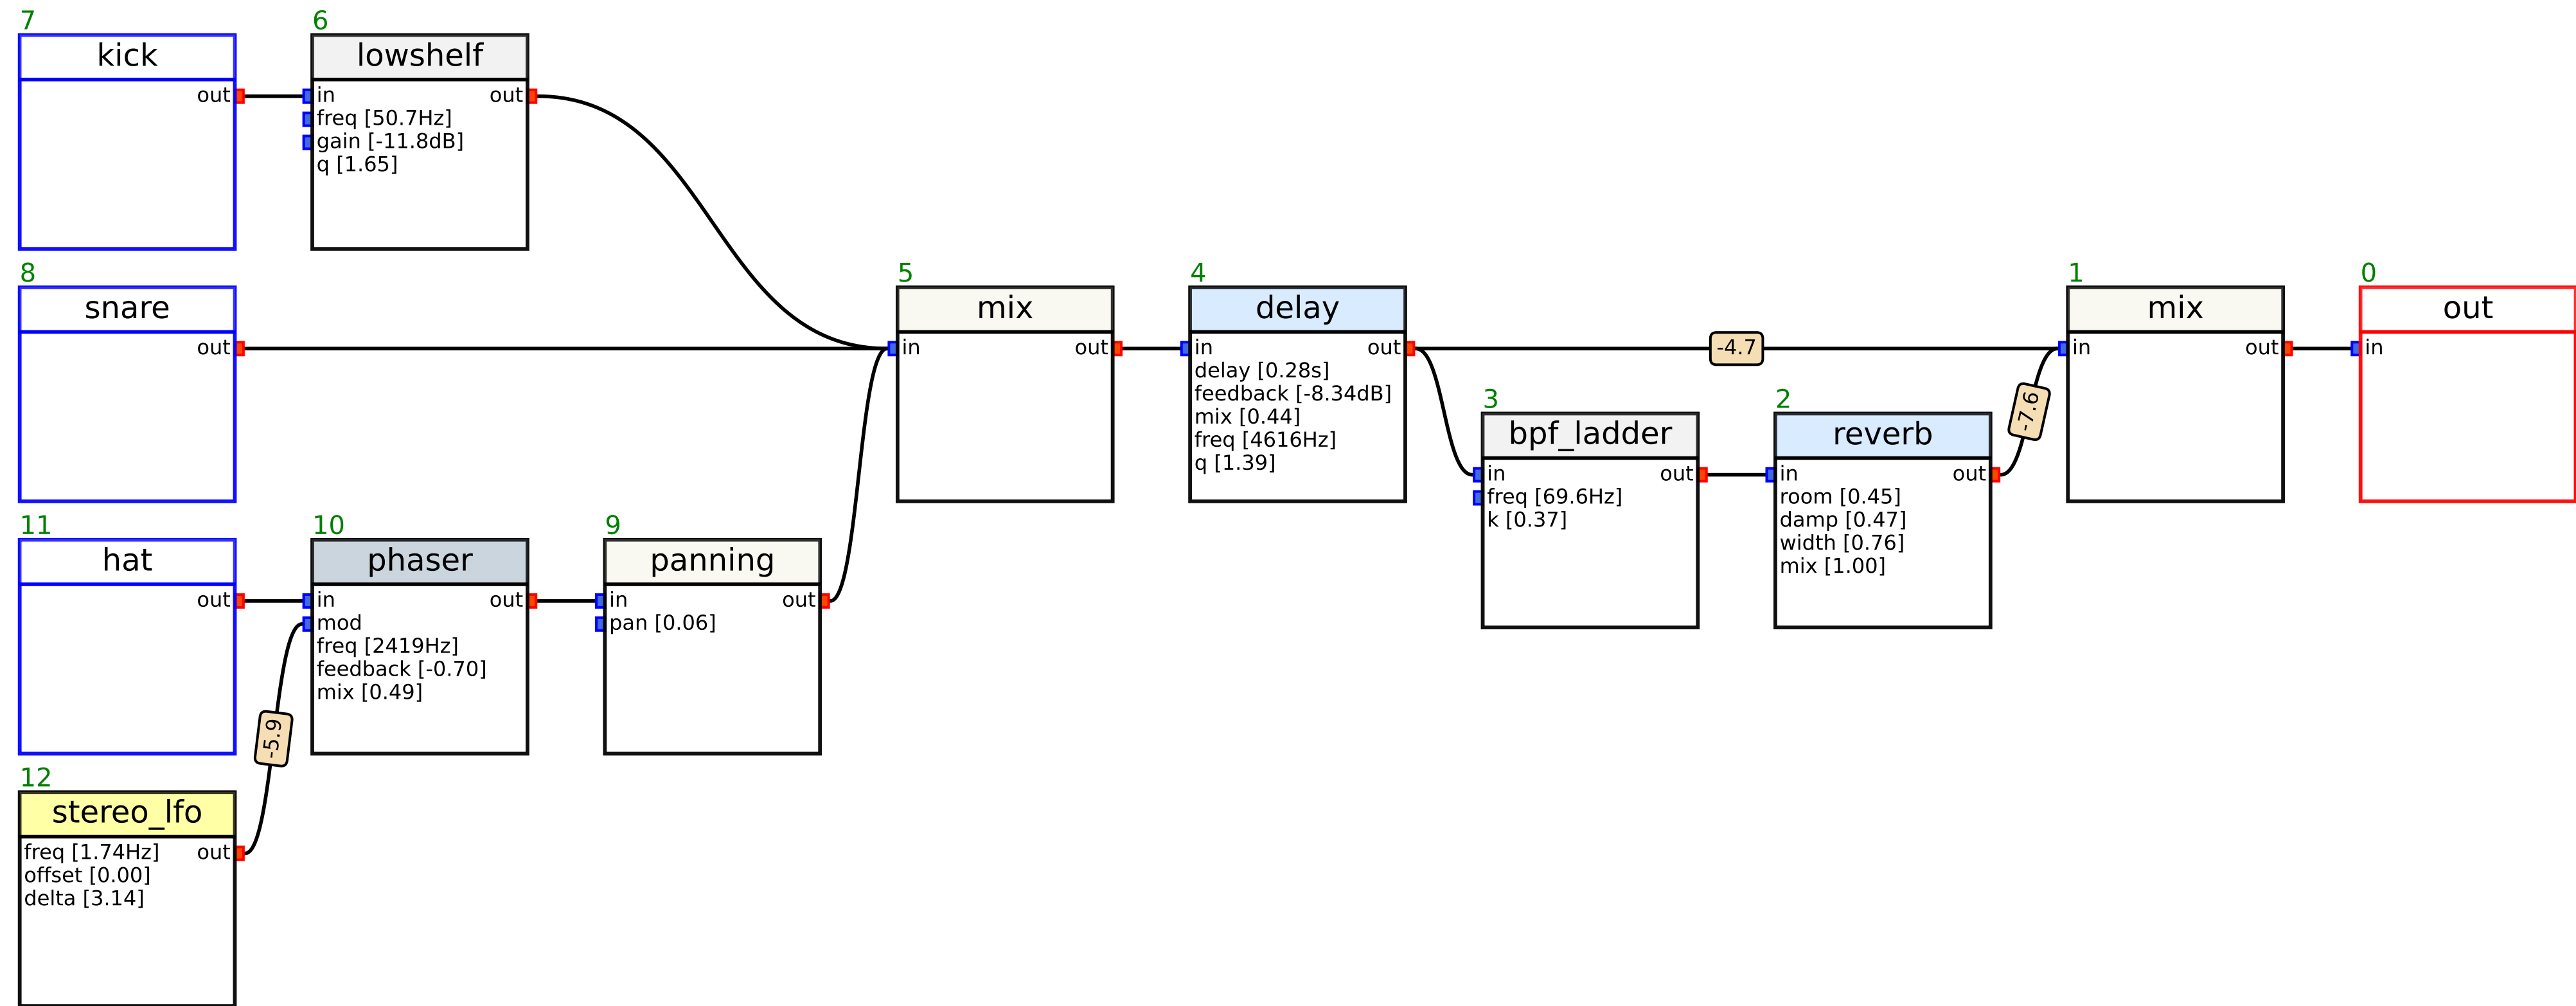 7
kick
out
6
lowshelf
in out
freq [50.7Hz]
gain [-11.8dB]
q [1.65]
8
snare
out
5
mix
in out
4
delay
in out
delay [0.28s]
feedback [-8.34dB]
mix [0.44]
freq [4616Hz]
q [1.39]
-4.7
1
mix
in out
0
out
in
3
bpf_ladder
in out
freq [69.6Hz]
k [0.37]
2
reverb
in out
room [0.45]
damp [0.47]
width [0.76]
mix [1.00]
-7.6
11
hat
out
10
phaser
in out
mod
freq [2419Hz]
feedback [-0.70]
mix [0.49]
9
panning
in out
pan [0.06]
-5.9
12
stereo_lfo
freq [1.74Hz] out
offset [0.00]
delta [3.14]